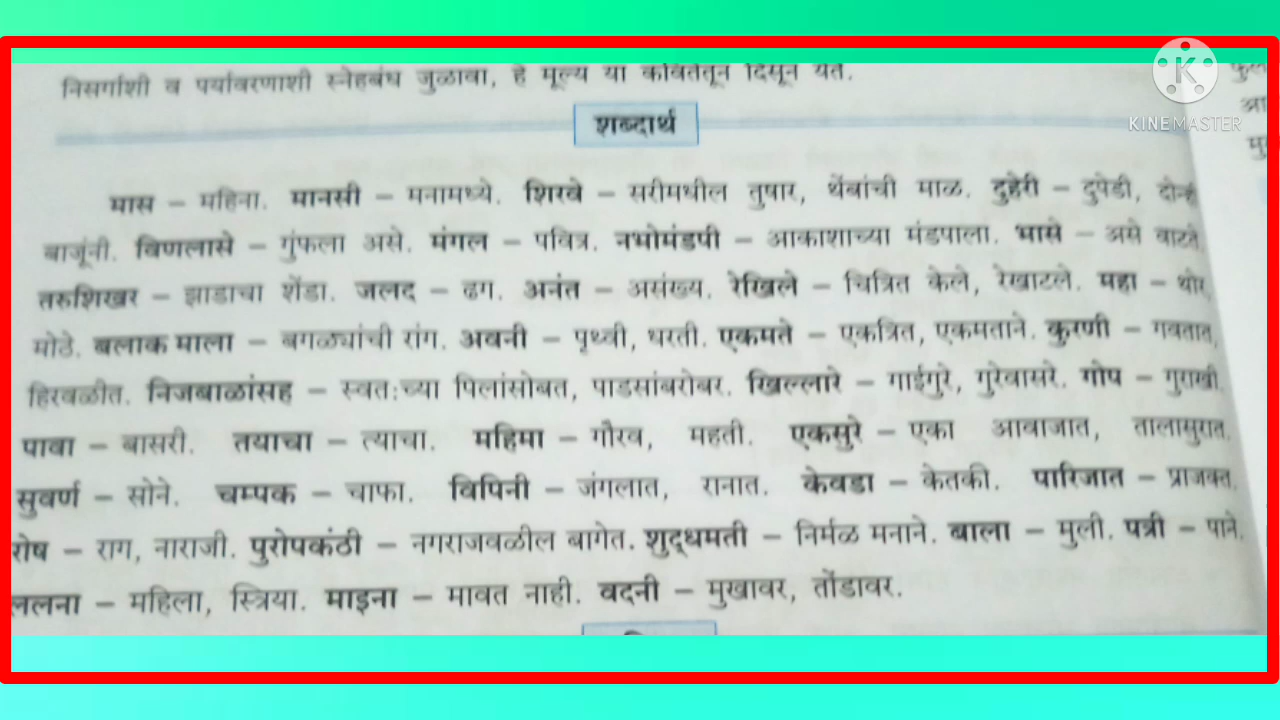 निसर्गाशी व पर्यावरणाशी स्नेहबंध जुळावा, हे मूल्य या कवितेतून दिसून येते.
KINEMASTER
शब्दार्थ
मास – महिना. मानसी – मनामध्ये. शिरवे – सरीमधील तुषार, थेंबांची माळ. दुहेरी – दुपेडी, दोन्ही
बाजूंनी. विणलासे – गुंफला असे. मंगल – पवित्र. नभोमंडपी – आकाशाच्या मंडपाला. भासे – असे वाटते.
तरुशिखर – झाडाचा शेंडा. जलद – ढग. अनंत – असंख्य. रेखिले – चित्रित केले, रेखाटले. महा – थोर,
मोठे. बलाक माला – बगळ्यांची रांग. अवनी – पृथ्वी, धरती. एकमते – एकत्रित, एकमताने. कुरणी – गवतात,
हिरवळीत. निजबाळांसह – स्वतःच्या पिलांसोबत, पाडसांबरोबर. खिल्लारे – गाईगुरे, गुरेवासरे. गोप – गुराखी.
पावा – बासरी. तयाचा – त्याचा. महिमा – गौरव, महती. एकसुरे – एका आवाजात, तालासुरात.
सुवर्ण – सोने. चम्पक – चाफा. विपिनी – जंगलात, रानात. केवडा – केतकी. पारिजात – प्राजक्त.
रोष – राग, नाराजी. पुरोपकंठी – नगराजवळील बागेत. शुद्धमती – निर्मळ मनाने. बाला – मुली. पत्री – पाने.
ललना – महिला, स्त्रिया. माइना – मावत नाही. वदनी – मुखावर, तोंडावर.